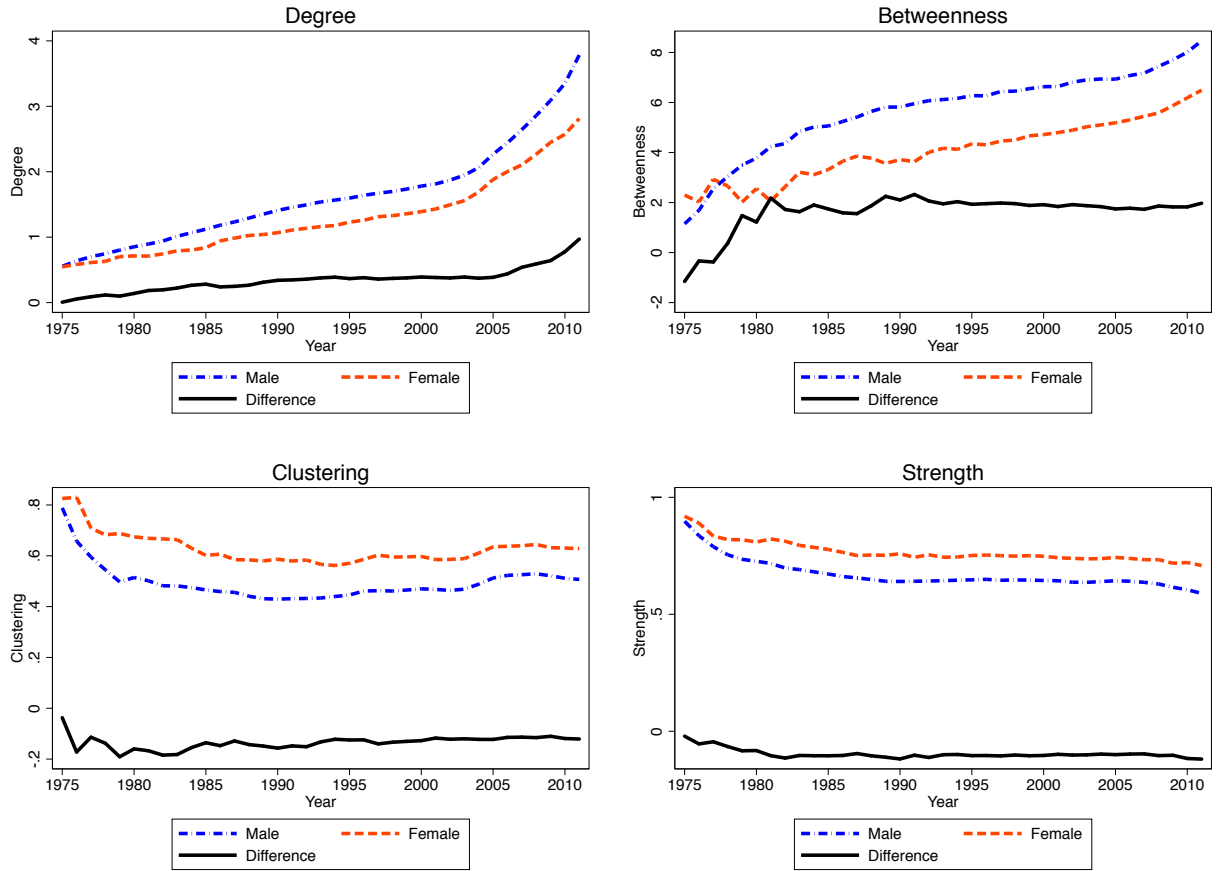 Degree
Degree
4
3
2
1
0
1975 1980 1985 1990 1995 2000 2005 2010
Year
Male Female
Difference
Betweenness
Betweenness
8
6
4
2
0
-2
1975 1980 1985 1990 1995 2000 2005 2010
Year
Male Female
Difference
Clustering
Clustering
.8
.6
.4
.2
0
-.2
1975 1980 1985 1990 1995 2000 2005 2010
Year
Male Female
Difference
Strength
Strength
1
.5
0
1975 1980 1985 1990 1995 2000 2005 2010
Year
Male Female
Difference